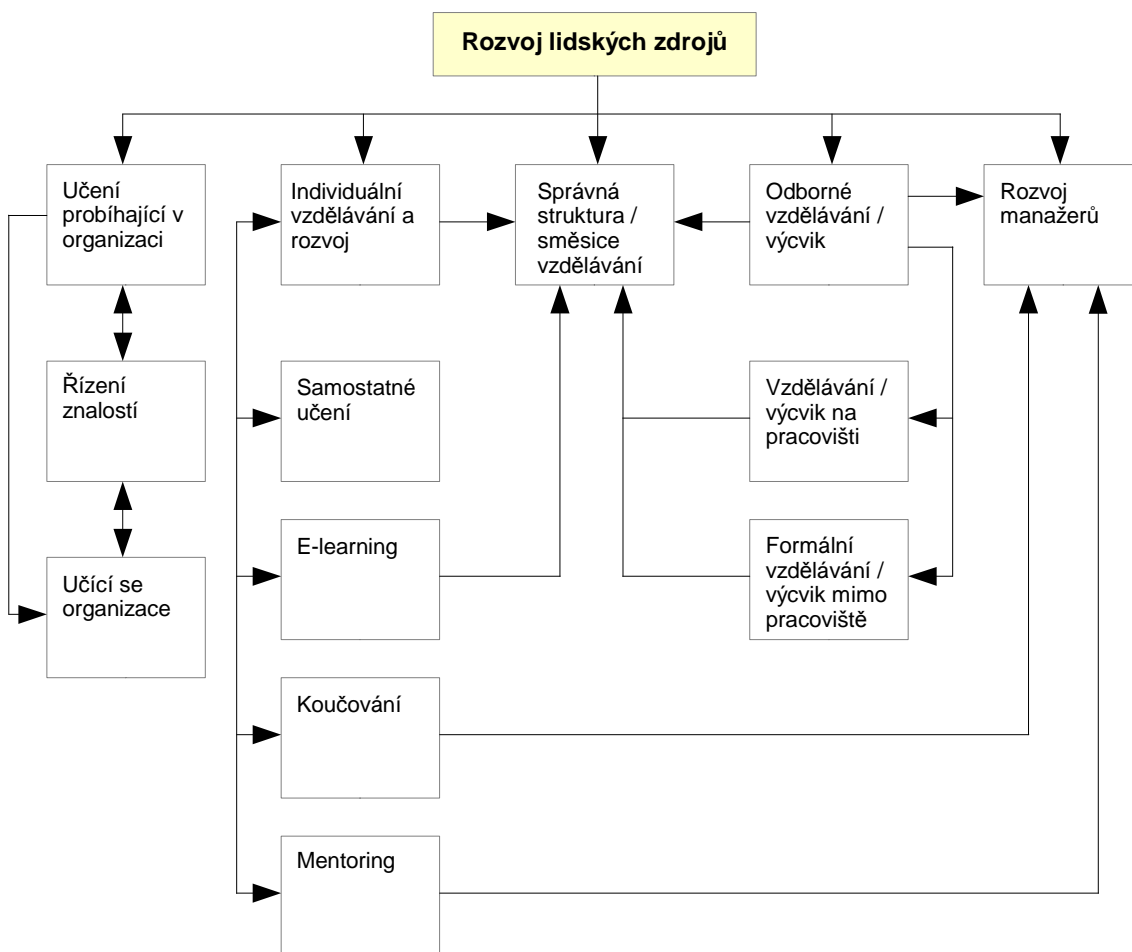 Rozvoj lidských zdrojů
Učení
probíhající v
organizaci
Individuální
vzdělávání a
rozvoj
Správná
struktura /
směsice
vzdělávání
Odborné
vzdělávání /
výcvik
Rozvoj
manažerů
Řízení
znalostí
Samostatné
učení
Vzdělávání /
výcvik na
pracovišti
Učící se
organizace
E-learning
Formální
vzdělávání /
výcvik mimo
pracoviště
Koučování
Mentoring